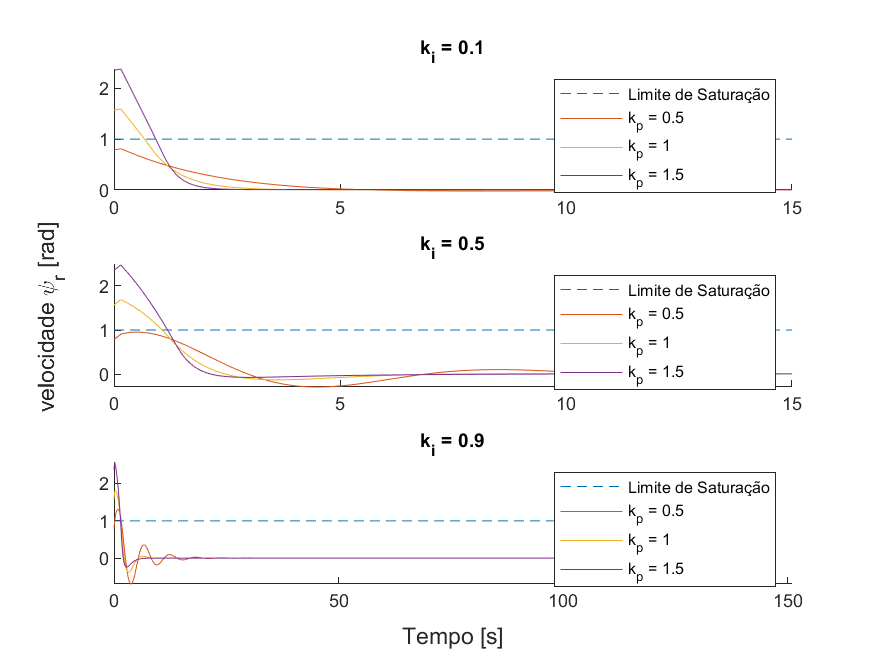 k_i = 0.1
2
1
0
0
5
10
15
Limite de Saturação
k_p = 0.5
k_p = 1
k_p = 1.5
velocidade ψ_r [rad]
k_i = 0.5
2
1
0
0
5
10
15
Limite de Saturação
k_p = 0.5
k_p = 1
k_p = 1.5
k_i = 0.9
2
1
0
0
50
100
150
Limite de Saturação
k_p = 0.5
k_p = 1
k_p = 1.5
Tempo [s]